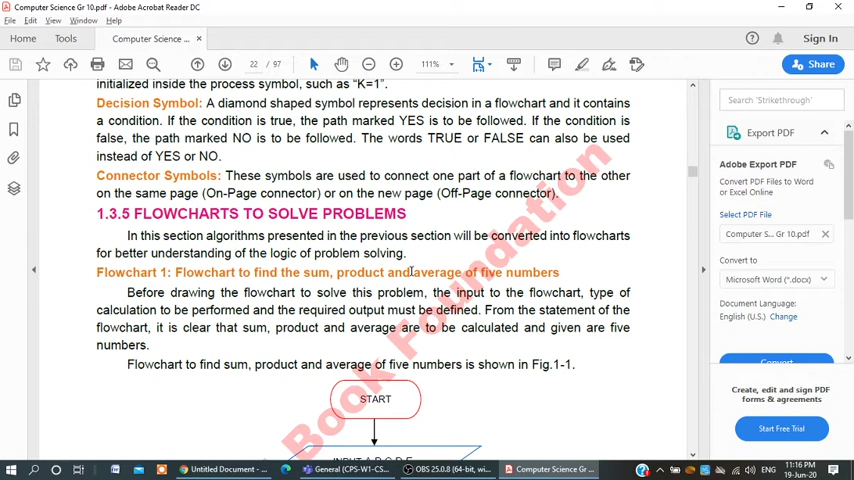 Computer Science Gr 10.pdf - Adobe Acrobat Reader DC
File Edit View Window Help
Home Tools Computer Science ... × Sign In
22 / 97 111% Share
initialized inside the process symbol, such as "K=1".
Decision Symbol: A diamond shaped symbol represents decision in a flowchart and it contains
a condition. If the condition is true, the path marked YES is to be followed. If the condition is
false, the path marked NO is to be followed. The words TRUE or FALSE can also be used
instead of YES or NO.
Connector Symbols: These symbols are used to connect one part of a flowchart to the other
on the same page (On-Page connector) or on the new page (Off-Page connector).
1.3.5 FLOWCHARTS TO SOLVE PROBLEMS
In this section algorithms presented in the previous section will be converted into flowcharts
for better understanding of the logic of problem solving.
Flowchart 1: Flowchart to find the sum, product and average of five numbers
Before drawing the flowchart to solve this problem, the input to the flowchart, type of
calculation to be performed and the required output must be defined. From the statement of the
flowchart, it is clear that sum, product and average are to be calculated and given are five
numbers.
Flowchart to find sum, product and average of five numbers is shown in Fig.1-1.
START
INPUT A,B,C,D,E
Book Foundation
Search 'Strikethrough'
Export PDF
Adobe Export PDF
Convert PDF Files to Word
or Excel Online
Select PDF File
Computer S... Gr 10.pdf ×
Convert to
Microsoft Word (*.docx)
Document Language:
English (U.S.) Change
Convert
Create, edit and sign PDF
forms & agreements
Start Free Trial
Untitled Document - ... General (CPS-W1-CS... OBS 25.0.8 (64-bit, wi... Computer Science Gr ... ENG 11:16 PM
19-Jun-20